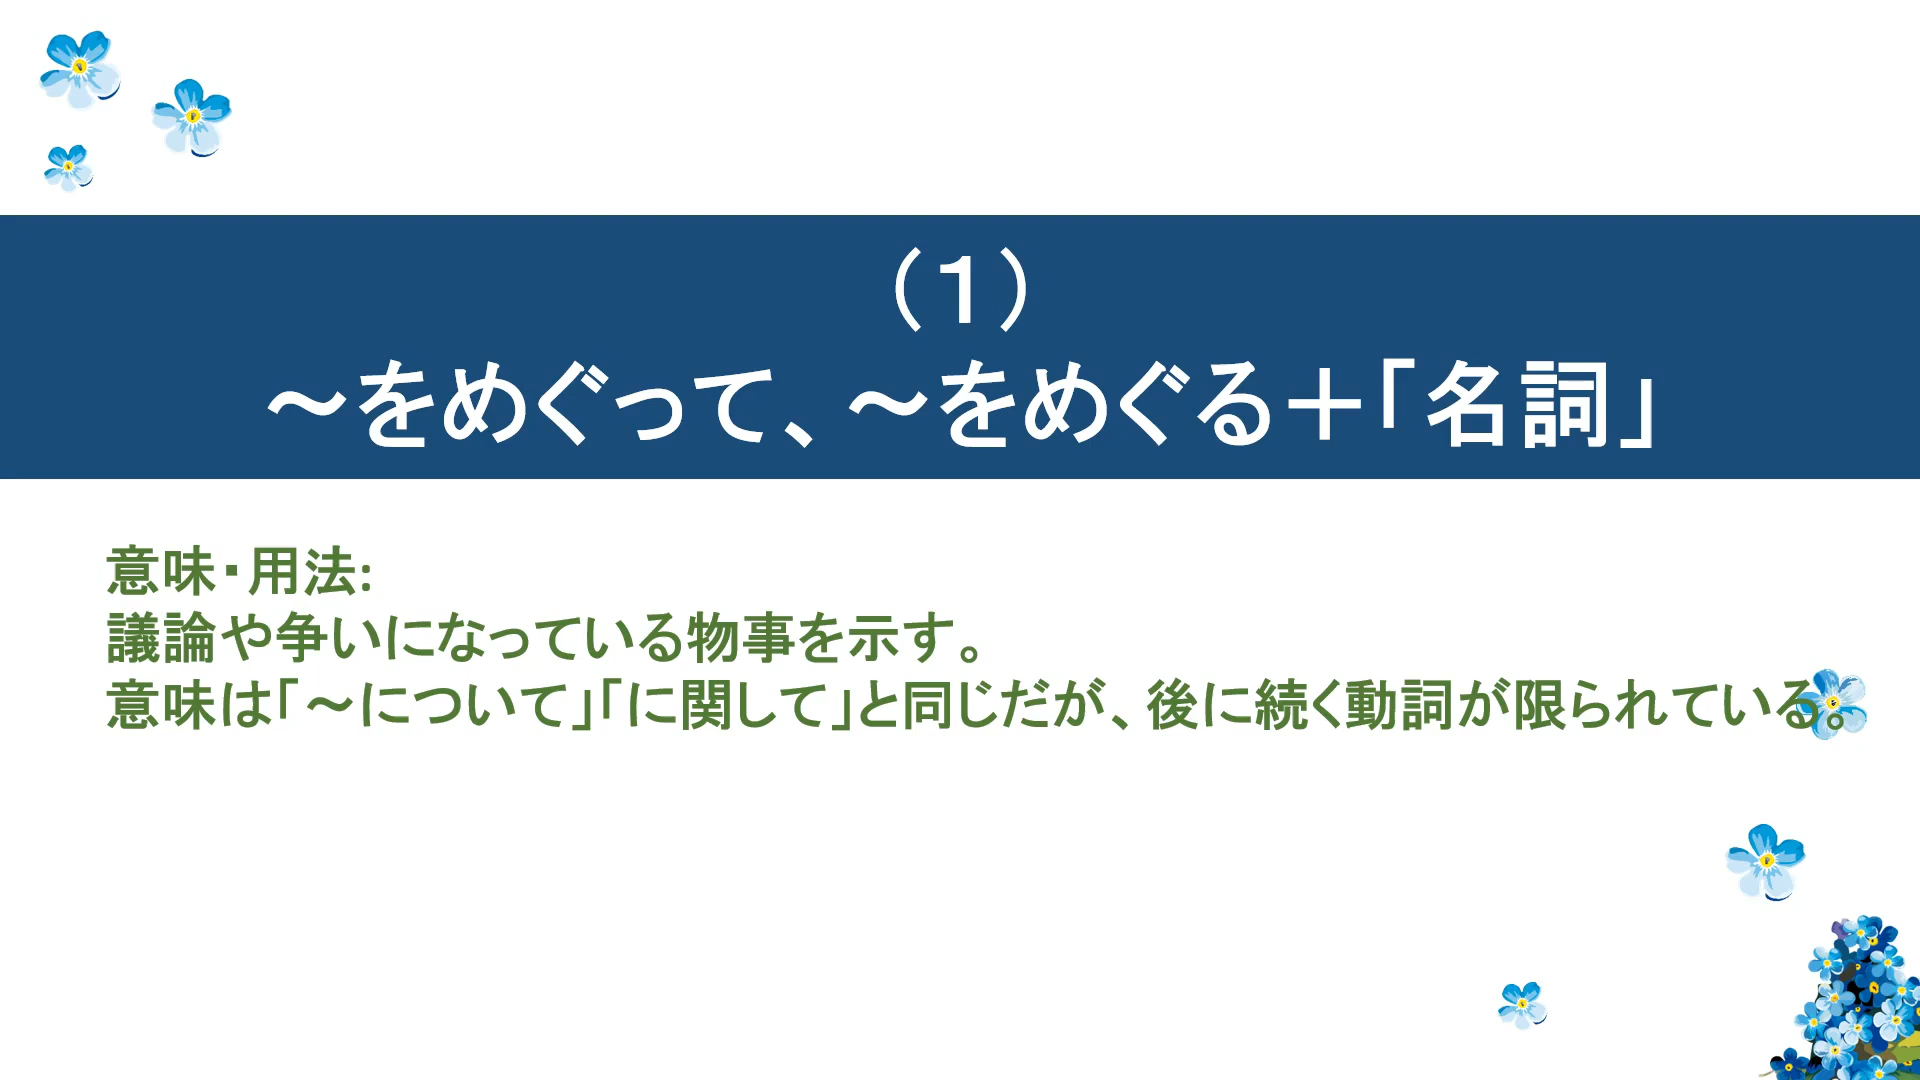 （１）
～をめぐって、～をめぐる＋「名詞」
意味・用法:
議論や争いになっている物事を示す。
意味は「～について」「に関して」と同じだが、後に続く動詞が限られている。